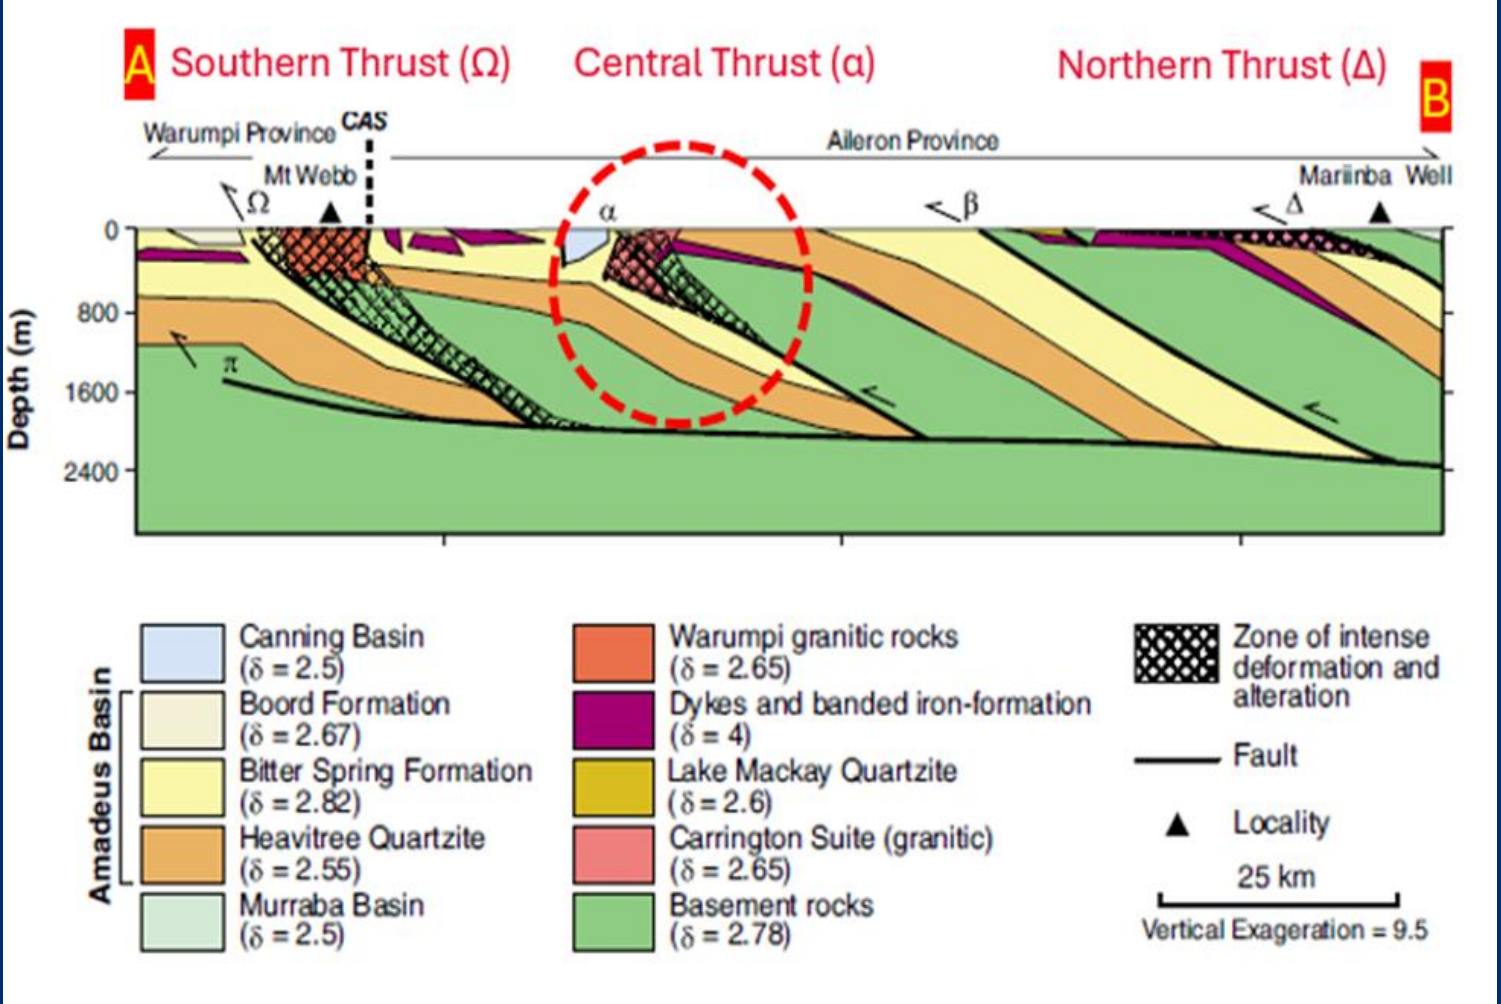 A
Southern Thrust (Ω)
Central Thrust (α)
Northern Thrust (Δ)
B
Warumpi Province
CAS
Aileron Province
Mt Webb
Mariinba Well
Ω
α
β
Δ
π
0
800
1600
2400
Depth (m)
Amadeus Basin
Canning Basin
(δ = 2.5)
Boord Formation
(δ = 2.67)
Bitter Spring Formation
(δ = 2.82)
Heavitree Quartzite
(δ = 2.55)
Murraba Basin
(δ = 2.5)
Warumpi granitic rocks
(δ = 2.65)
Dykes and banded iron-formation
(δ = 4)
Lake Mackay Quartzite
(δ = 2.6)
Carrington Suite (granitic)
(δ = 2.65)
Basement rocks
(δ = 2.78)
Zone of intense
deformation and
alteration
Fault
Locality
25 km
Vertical Exageration = 9.5